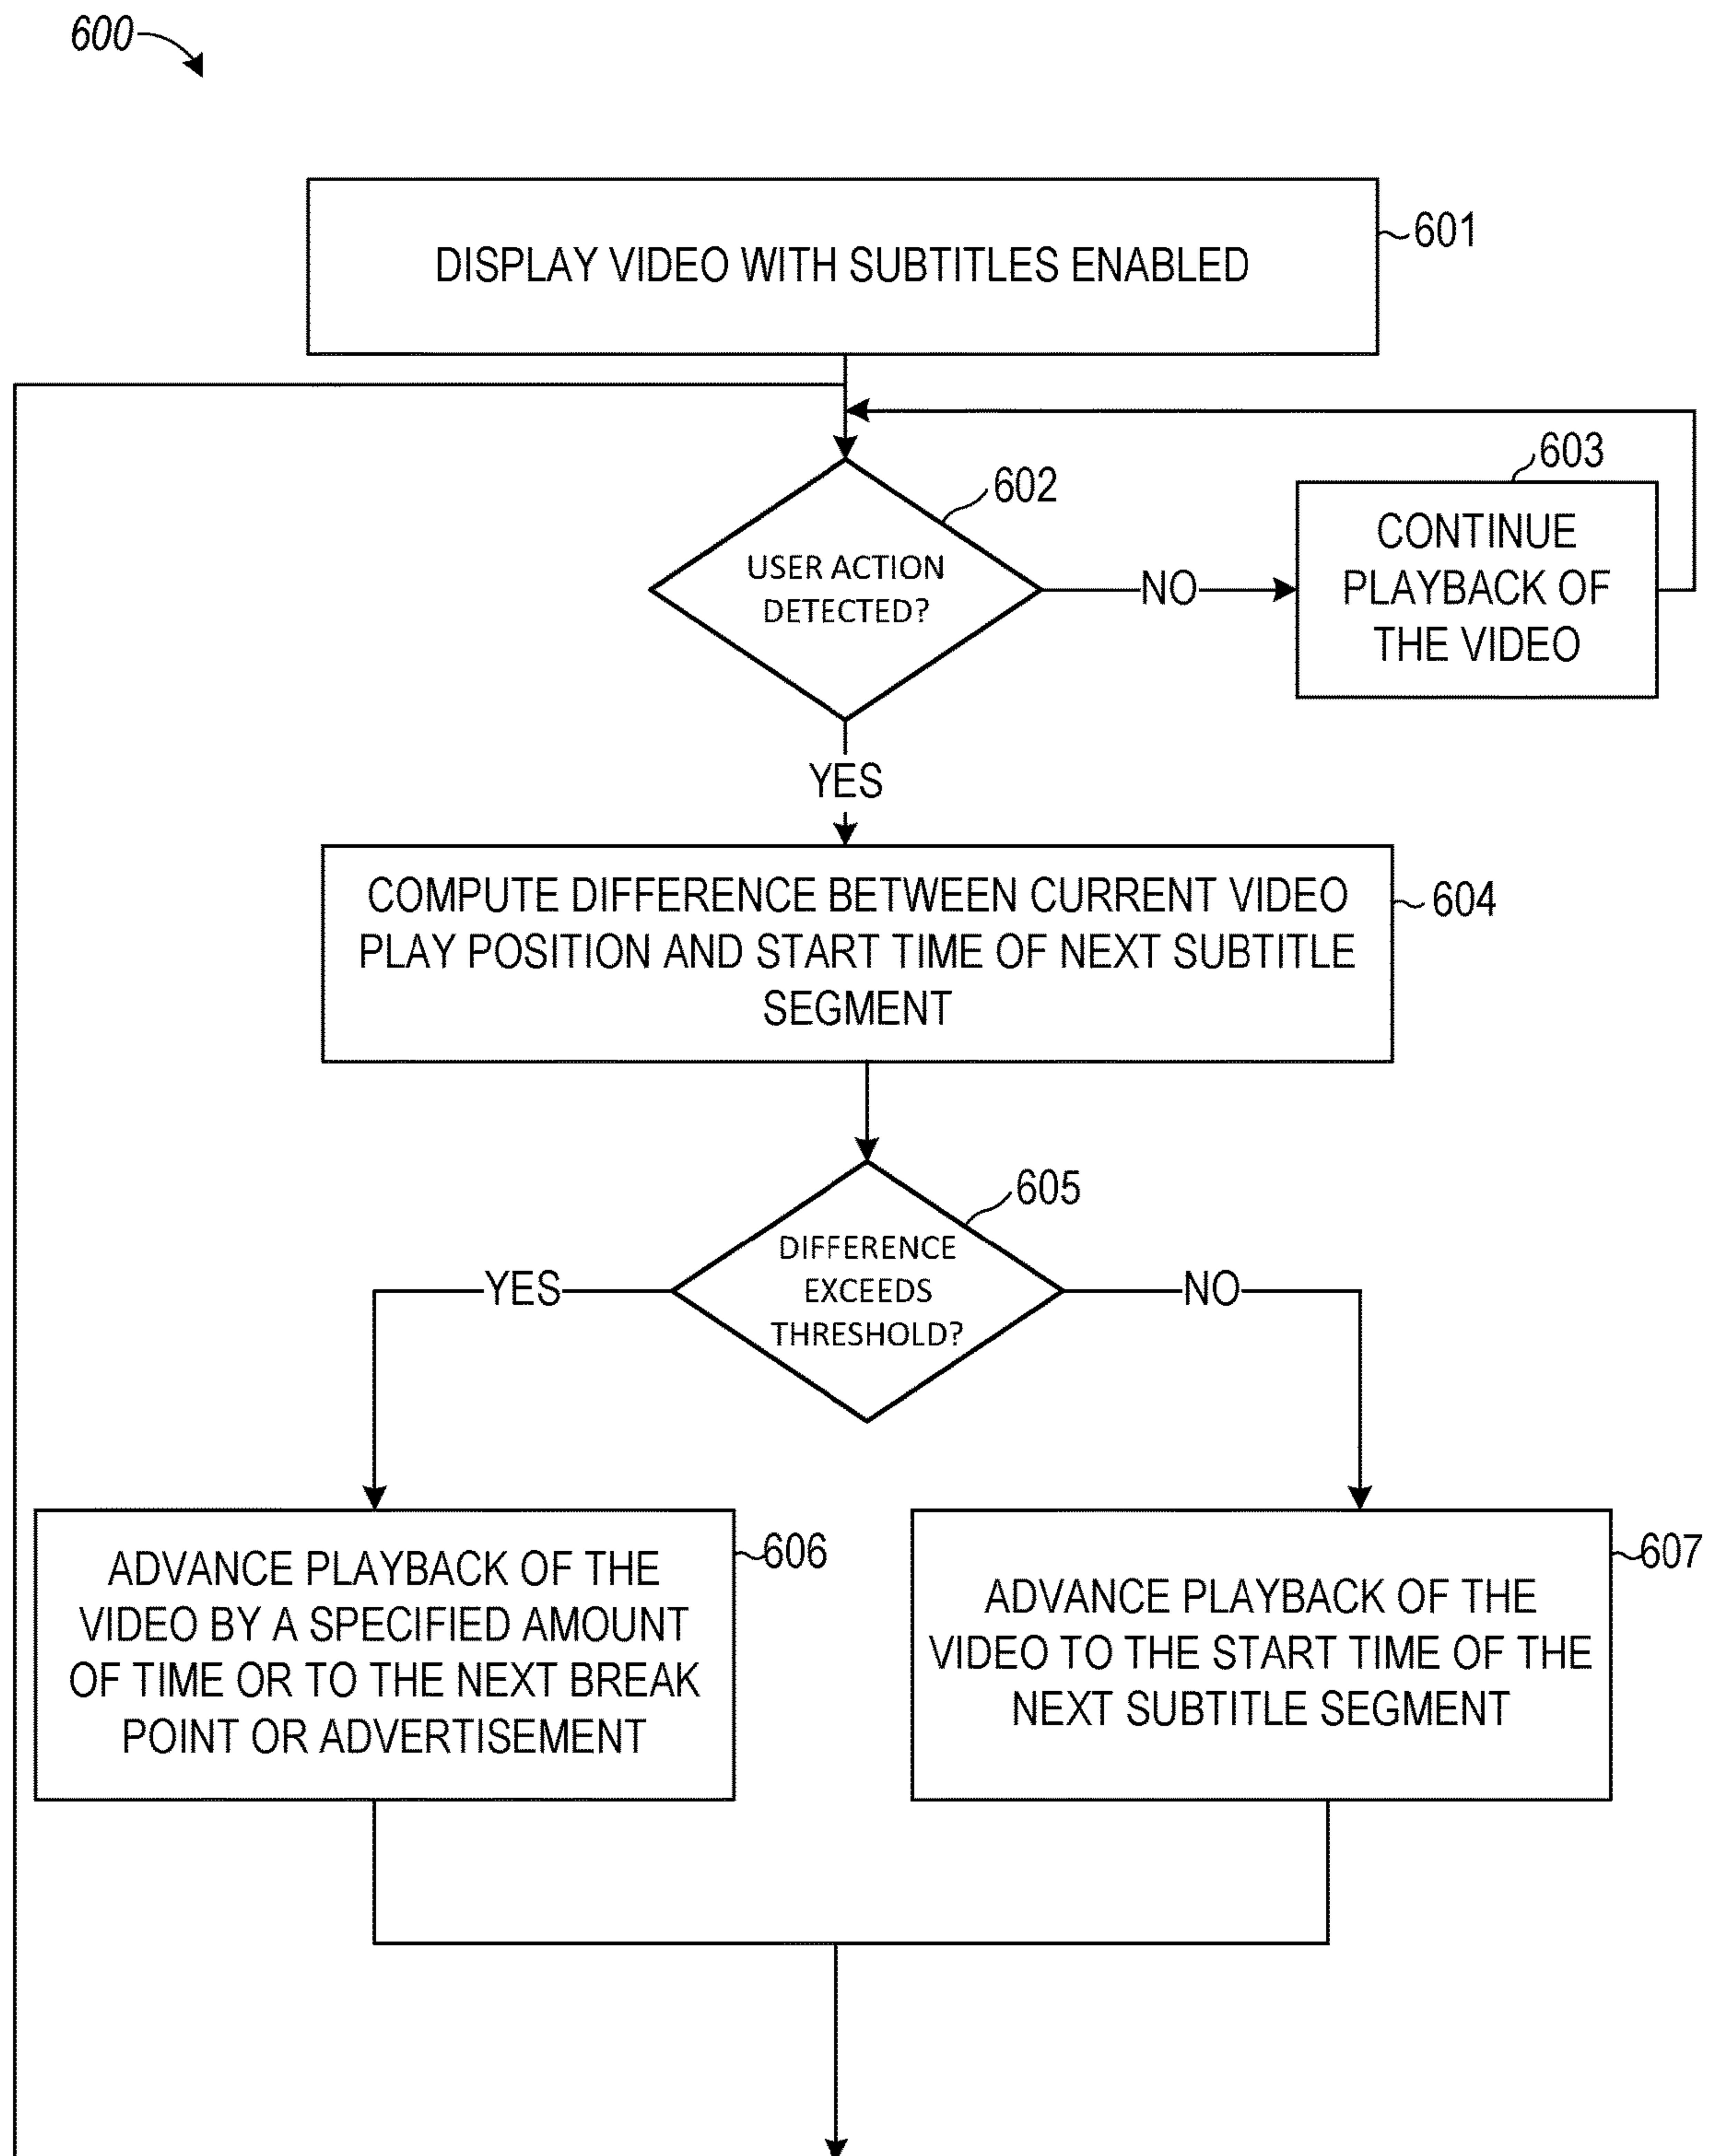 600
DISPLAY VIDEO WITH SUBTITLES ENABLED
601
602
603
USER ACTION
DETECTED?
NO
CONTINUE
PLAYBACK OF
THE VIDEO
YES
COMPUTE DIFFERENCE BETWEEN CURRENT VIDEO
PLAY POSITION AND START TIME OF NEXT SUBTITLE
SEGMENT
604
605
DIFFERENCE
EXCEEDS
THRESHOLD?
YES
NO
ADVANCE PLAYBACK OF THE
VIDEO BY A SPECIFIED AMOUNT
OF TIME OR TO THE NEXT BREAK
POINT OR ADVERTISEMENT
606
ADVANCE PLAYBACK OF THE
VIDEO TO THE START TIME OF THE
NEXT SUBTITLE SEGMENT
607